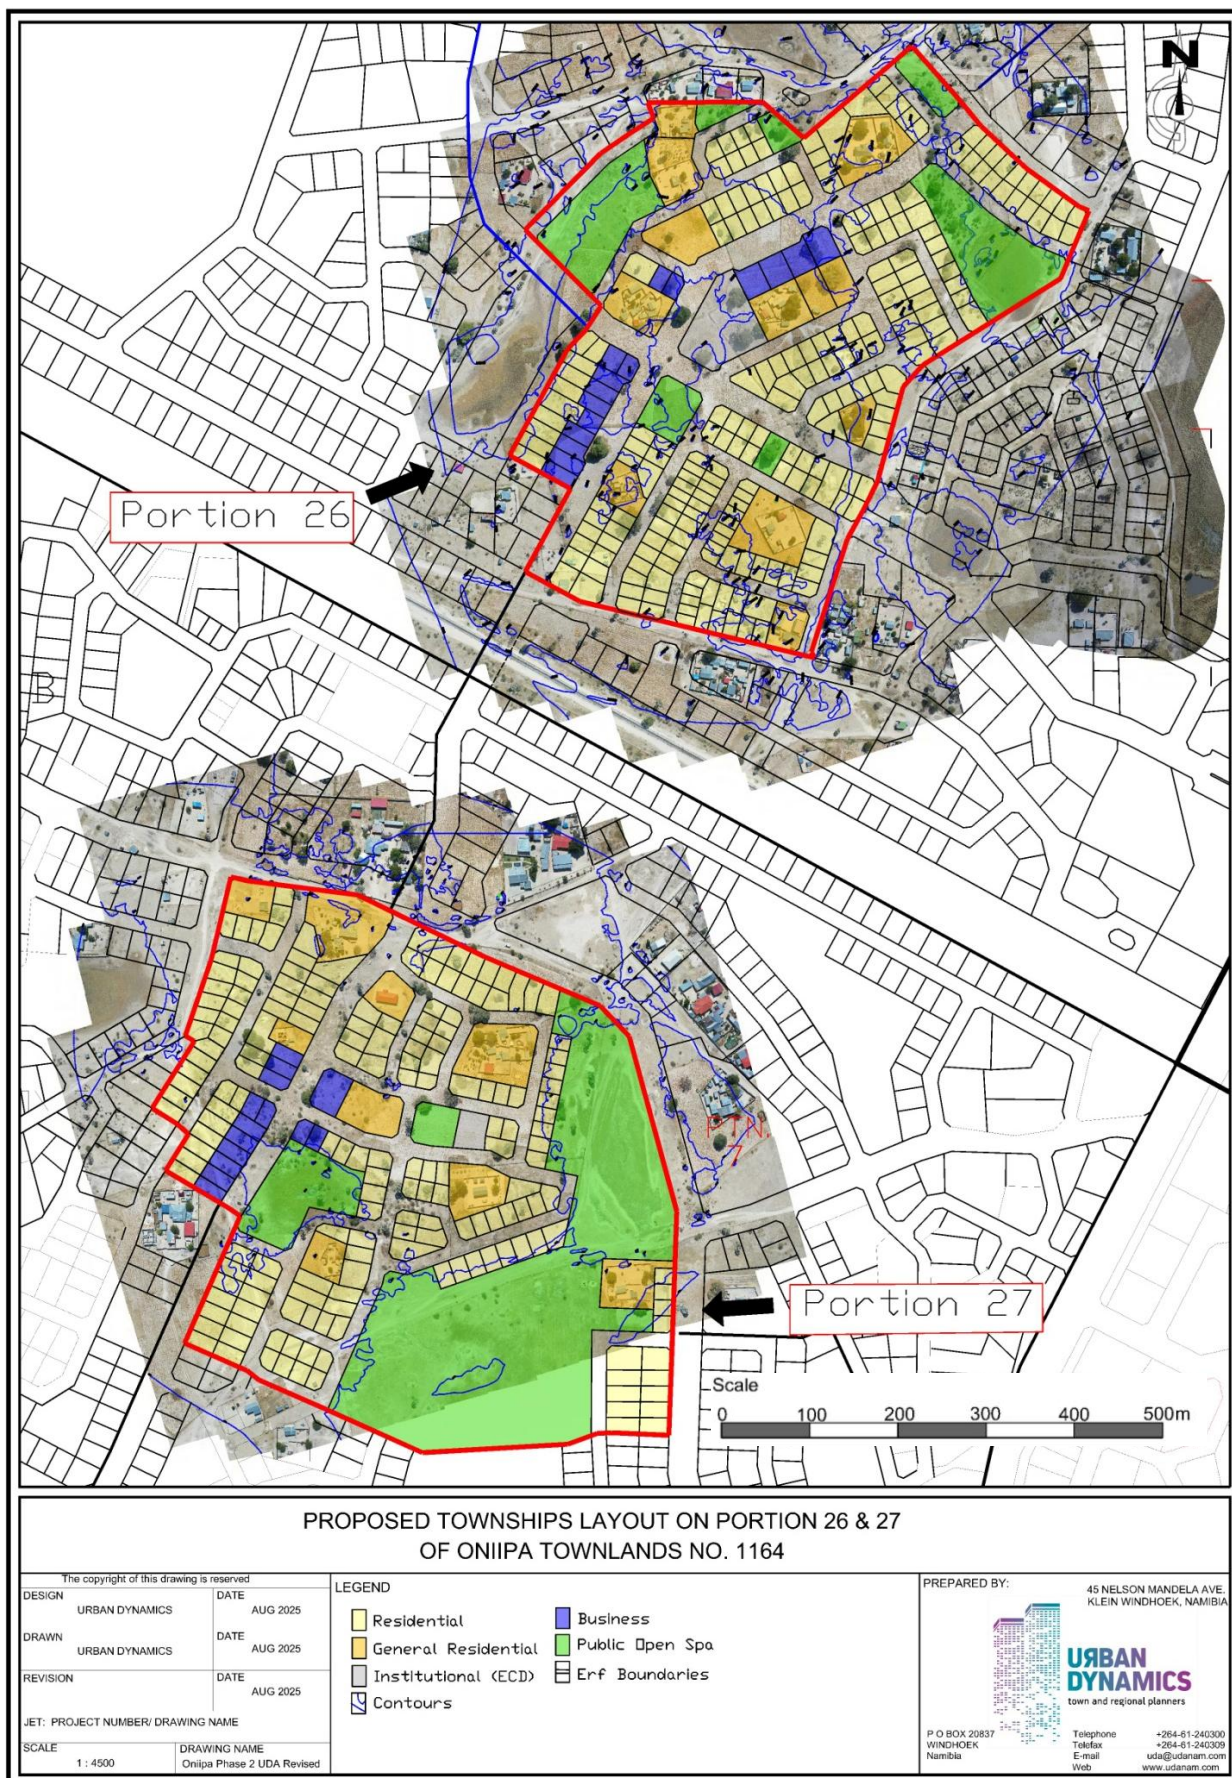 N
Portion 26
B
PTN.
7
Portion 27
Scale
0 100 200 300 400 500m
PROPOSED TOWNSHIPS LAYOUT ON PORTION 26 & 27
OF ONIIPA TOWNLANDS NO. 1164
The copyright of this drawing is reserved
DESIGN
URBAN DYNAMICS
DATE
AUG 2025
DRAWN
URBAN DYNAMICS
DATE
AUG 2025
REVISION
DATE
AUG 2025
JET: PROJECT NUMBER/ DRAWING NAME
SCALE
1 : 4500
DRAWING NAME
Oniipa Phase 2 UDA Revised
LEGEND
Residential
General Residential
Institutional (ECD)
Contours
Business
Public Open Spa
Erf Boundaries
PREPARED BY:
45 NELSON MANDELA AVE.
KLEIN WINDHOEK, NAMIBIA
URBAN
DYNAMICS
town and regional planners
P O BOX 20837
WINDHOEK
Namibia
Telephone +264-61-240300
Telefax +264-61-240309
E-mail uda@udanam.com
Web www.udanam.com